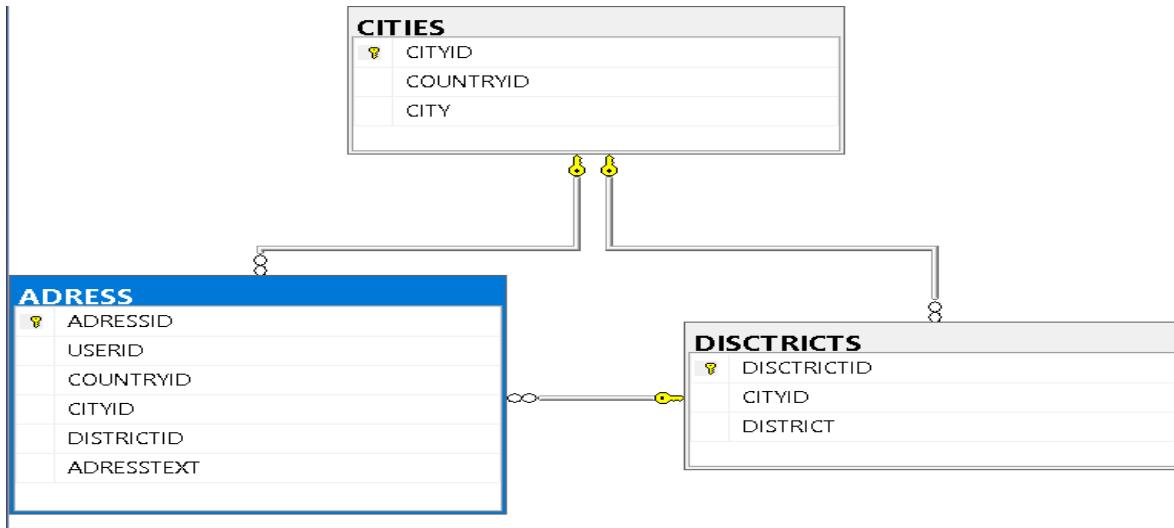 CITIES
CITYID
COUNTRYID
CITY
ADRESS
ADRESSID
USERID
COUNTRYID
CITYID
DISTRICTID
ADRESSTEXT
DISCTRICTS
DISCTRICTID
CITYID
DISTRICT